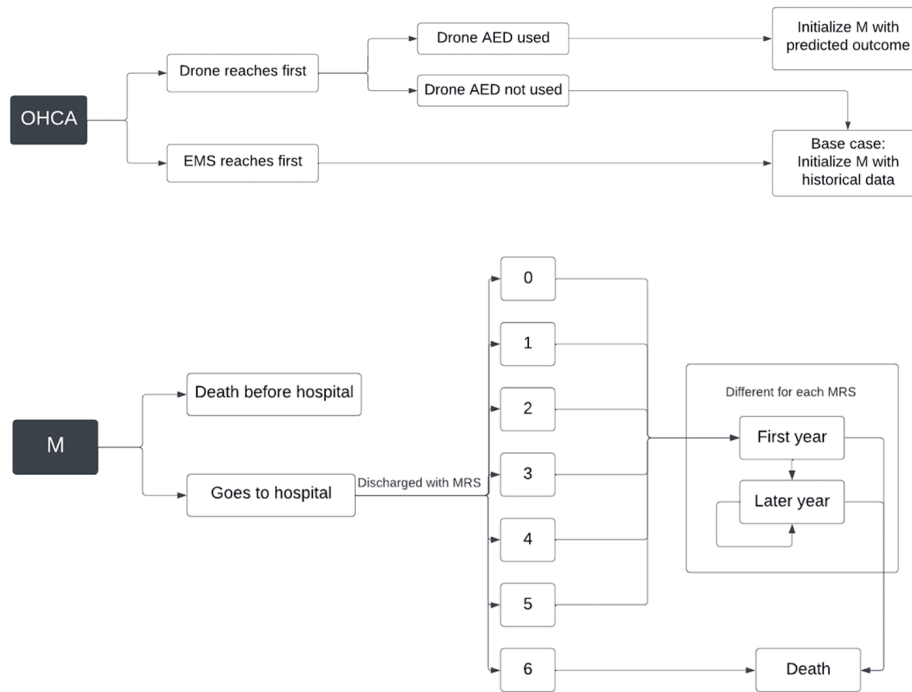 Drone AED used
Initialize M with
predicted outcome
Drone reaches first
Drone AED not used
OHCA
EMS reaches first
Base case:
Initialize M with
historical data
0
1
2
3
4
5
6
Death before hospital
M
Goes to hospital
Discharged with MRS
Different for each MRS
First year
Later year
Death